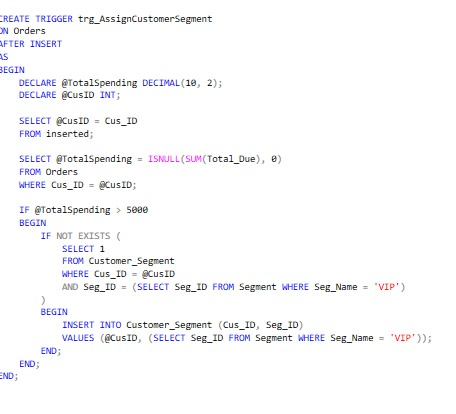 CREATE TRIGGER trg_AssignCustomerSegment
ON Orders
AFTER INSERT
AS
BEGIN
    DECLARE @TotalSpending DECIMAL(10, 2);
    DECLARE @CusID INT;

    SELECT @CusID = Cus_ID
    FROM inserted;

    SELECT @TotalSpending = ISNULL(SUM(Total_Due), 0)
    FROM Orders
    WHERE Cus_ID = @CusID;

    IF @TotalSpending > 5000
    BEGIN
        IF NOT EXISTS (
            SELECT 1
            FROM Customer_Segment
            WHERE Cus_ID = @CusID
            AND Seg_ID = (SELECT Seg_ID FROM Segment WHERE Seg_Name = 'VIP')
        )
        BEGIN
            INSERT INTO Customer_Segment (Cus_ID, Seg_ID)
            VALUES (@CusID, (SELECT Seg_ID FROM Segment WHERE Seg_Name = 'VIP'));
        END;
    END;
END;